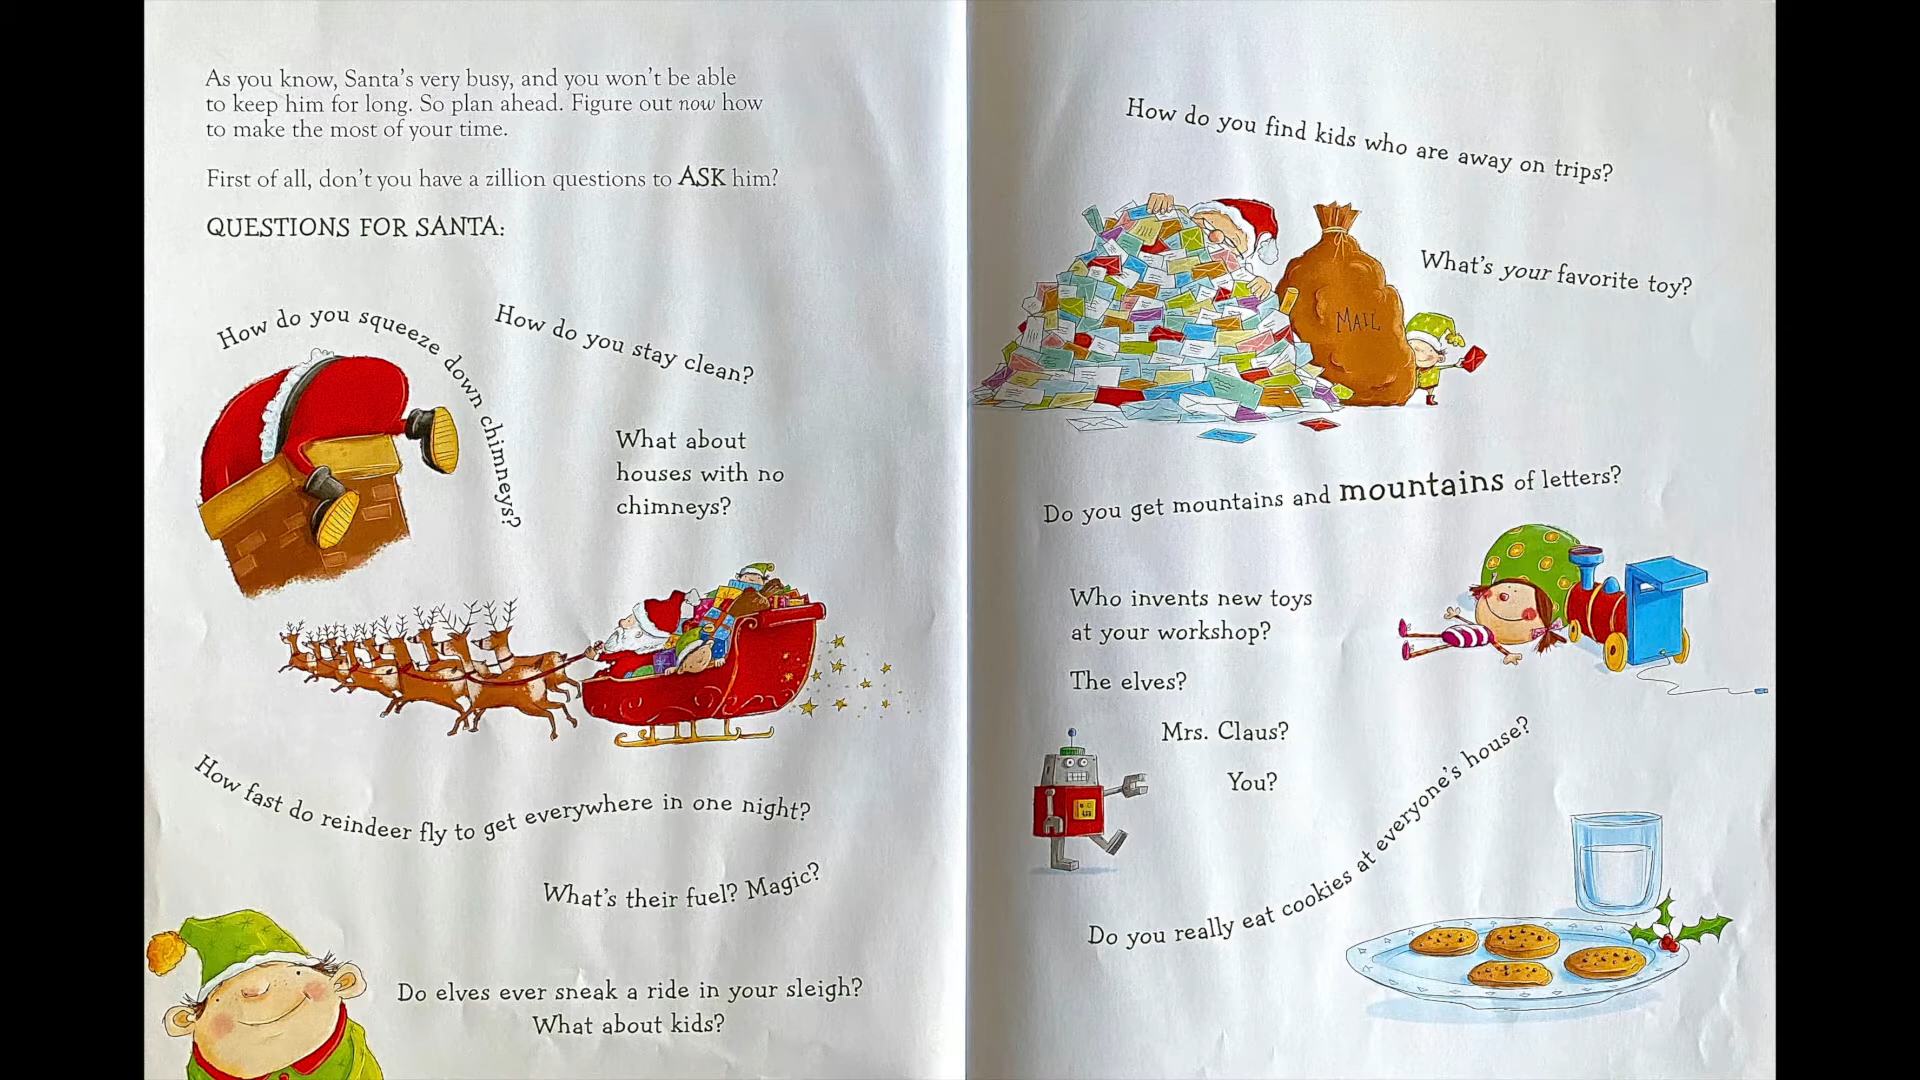 As you know, Santa's very busy, and you won't be able
to keep him for long. So plan ahead. Figure out now how
to make the most of your time.
First of all, don't you have a zillion questions to ASK him?
QUESTIONS FOR SANTA:
How do you squeeze down chimneys?
How do you stay clean?
What about
houses with no
chimneys?
How fast do reindeer fly to get everywhere in one night?
What's their fuel? Magic?
Do elves ever sneak a ride in your sleigh?
What about kids?
How do you find kids who are away on trips?
MAIL
What's your favorite toy?
Do you get mountains and mountains of letters?
Who invents new toys
at your workshop?
The elves?
Mrs. Claus?
You?
Do you really eat cookies at everyone's house?